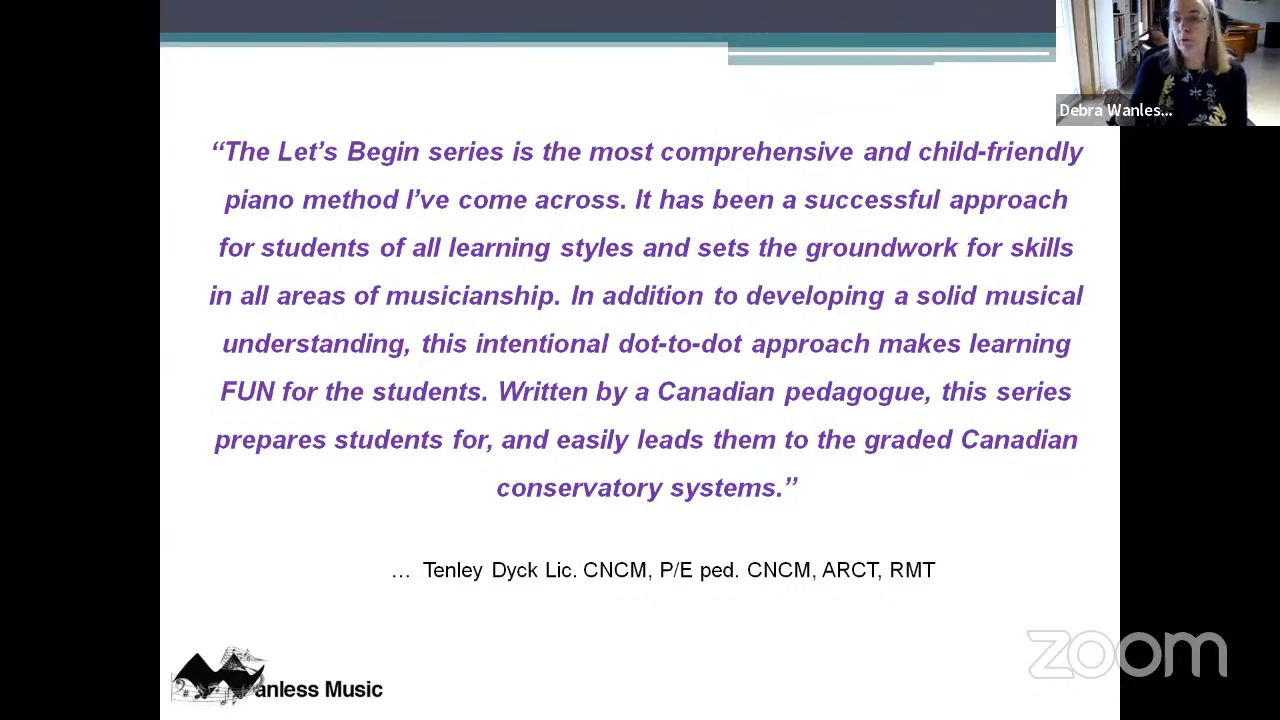 Debra Wanles...
“The Let’s Begin series is the most comprehensive and child-friendly
piano method I’ve come across. It has been a successful approach
for students of all learning styles and sets the groundwork for skills
in all areas of musicianship. In addition to developing a solid musical
understanding, this intentional dot-to-dot approach makes learning
FUN for the students. Written by a Canadian pedagogue, this series
prepares students for, and easily leads them to the graded Canadian
conservatory systems.”
… Tenley Dyck Lic. CNCM, P/E ped. CNCM, ARCT, RMT
zoom
anless Music